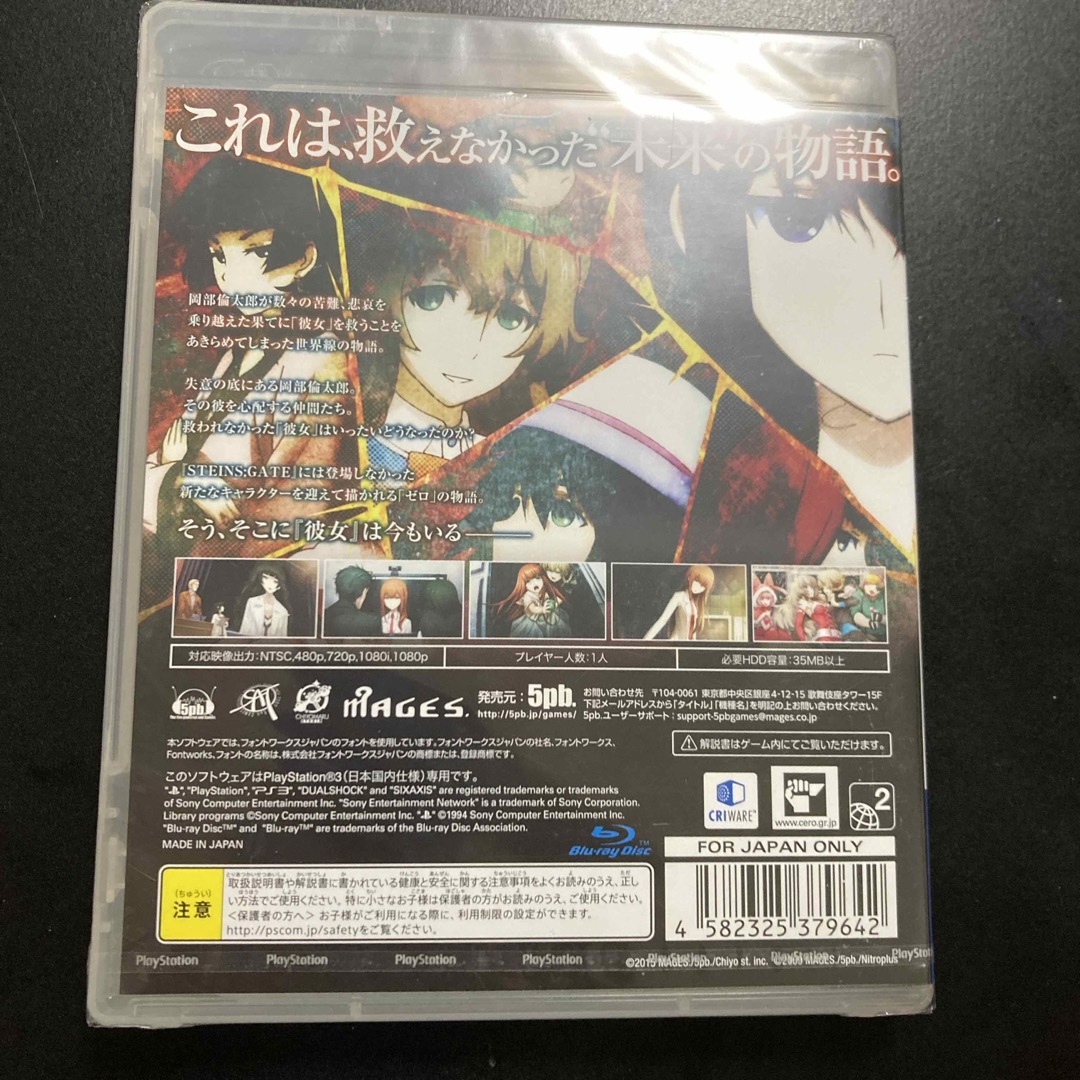 これは、救えなかった“未来”の物語。
岡部倫太郎が数々の苦難、悲哀を
乗り越えた果てに「彼女」を救うことを
あきらめてしまった世界線の物語。
失意の底にある岡部倫太郎。
その彼を心配する仲間たち。
救われなかった「彼女」はいったいどうなったのか?
『STEINS;GATE』には登場しなかった
新たなキャラクターを迎えて描かれる「ゼロ」の物語。
そう、そこに『彼女』は今もいる――
対応映像出力:NTSC,480p,720p,1080i,1080p
プレイヤー人数:1人
必要HDD容量:35MB以上
5pb.
CHIYOMARU
MAGES.
発売元:5pb.
http://5pb.jp/games/
お問い合わせ先 〒104-0061 東京都中央区銀座4-12-15 歌舞伎座タワー15F
下記メールアドレスから「タイトル」「機種名」を明記の上お問い合わせください。
5pb.ユーザーサポート:support-5pbgames@mages.co.jp
本ソフトウェアでは、フォントワークスジャパンのフォントを使用しています。フォントワークスジャパンの社名、フォントワークス、
Fontworks、フォントの名称は、株式会社フォントワークスジャパンの商標または、登録商標です。
解説書はゲーム内にてご覧いただけます。
このソフトウェアはPlayStation®3(日本国内仕様)専用です。
"PlayStation", "PS3", "DUALSHOCK" and "SIXAXIS" are registered trademarks or trademarks
of Sony Computer Entertainment Inc. "Sony Entertainment Network" is a trademark of Sony Corporation.
Library programs ©Sony Computer Entertainment Inc. ©1994 Sony Computer Entertainment Inc.
"Blu-ray Disc™" and "Blu-ray™" are trademarks of the Blu-ray Disc Association.
MADE IN JAPAN
Blu-ray Disc™
CRIWARE™
www.cero.gr.jp
2
FOR JAPAN ONLY
(ちゅうい)
注意
取扱説明書や解説書に書かれている健康と安全に関する注意事項をよくお読みのうえ、正し
い方法でご使用ください。特に小さなお子様は保護者の方がお読みのうえ、ご使用ください。
<保護者の方へ> お子様がご利用になる際に、利用制限の設定ができます。
http://pscom.jp/safetyをご覧ください。
4 582325 379642
PlayStation PlayStation PlayStation PlayStation PlayStation PlayStation PlayStation
©2015 MAGES./5pb./Chiyo st. inc. ©2009 MAGES./5pb./Nitroplus